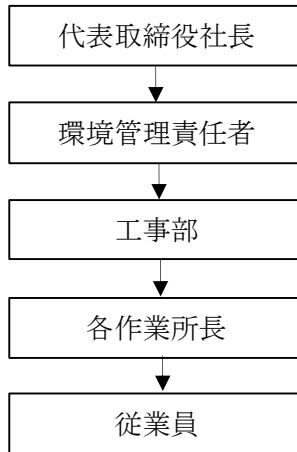 代表取締役社長
環境管理責任者
工事部
各作業所長
従業員